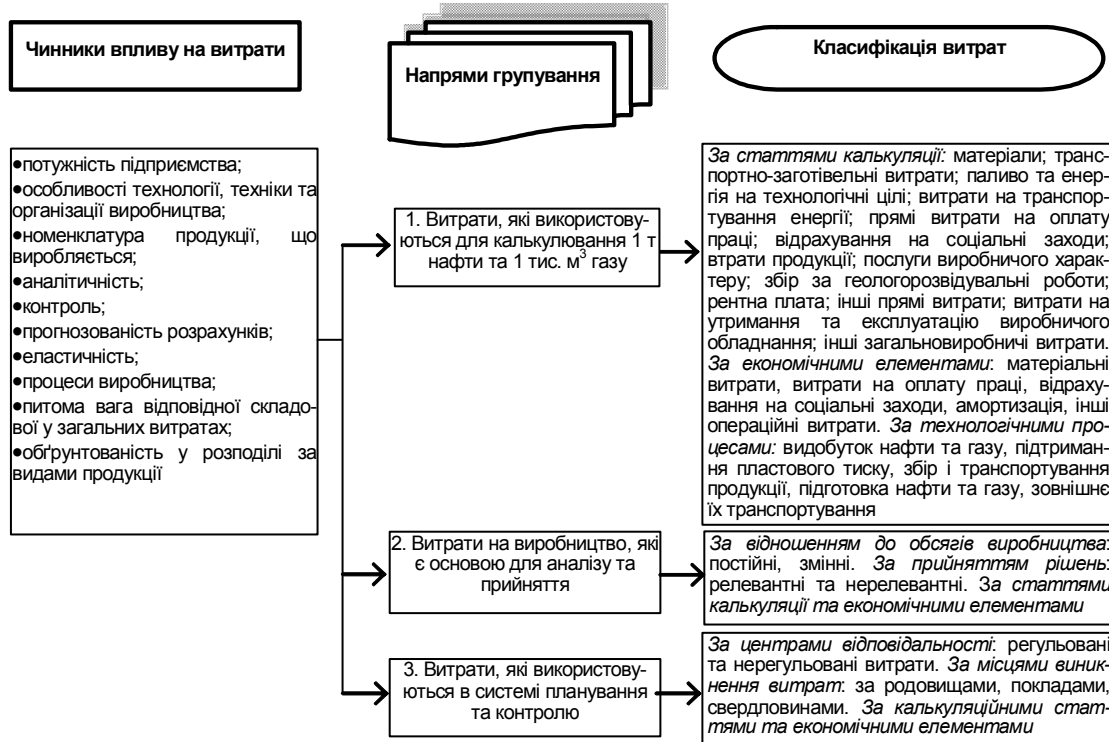 Чинники впливу на витрати
Напрями групування
Класифікація витрат
•потужність підприємства;
•особливості технології, техніки та
організації виробництва;
•номенклатура продукції, що
виробляється;
•аналітичність;
•контроль;
•прогнозованість розрахунків;
•еластичність;
•процеси виробництва;
•питома вага відповідної складо-
вої у загальних витратах;
•обґрунтованість у розподілі за
видами продукції
1. Витрати, які використову-
ються для калькулювання 1 т
нафти та 1 тис. м³ газу
За статтями калькуляції: матеріали; транс-
портно-заготівельні витрати; паливо та енер-
гія на технологічні цілі; витрати на транспор-
тування енергії; прямі витрати на оплату
праці; відрахування на соціальні заходи;
втрати продукції; послуги виробничого харак-
теру; збір за геологорозвідувальні роботи;
рентна плата; інші прямі витрати; витрати на
утримання та експлуатацію виробничого
обладнання; інші загальновиробничі витрати.
За економічними елементами: матеріальні
витрати, витрати на оплату праці, відраху-
вання на соціальні заходи, амортизація, інші
операційні витрати. За технологічними про-
цесами: видобуток нафти та газу, підтриман-
ня пластового тиску, збір і транспортування
продукції, підготовка нафти та газу, зовнішнє
їх транспортування
2. Витрати на виробництво, які
є основою для аналізу та
прийняття
За відношенням до обсягів виробництва:
постійні, змінні. За прийняттям рішень:
релевантні та нерелевантні. За статтями
калькуляції та економічними елементами
3. Витрати, які використову-
ються в системі планування
та контролю
За центрами відповідальності: регульовані
та нерегульовані витрати. За місцями виник-
нення витрат: за родовищами, покладами,
свердловинами. За калькуляційними стат-
тями та економічними елементами